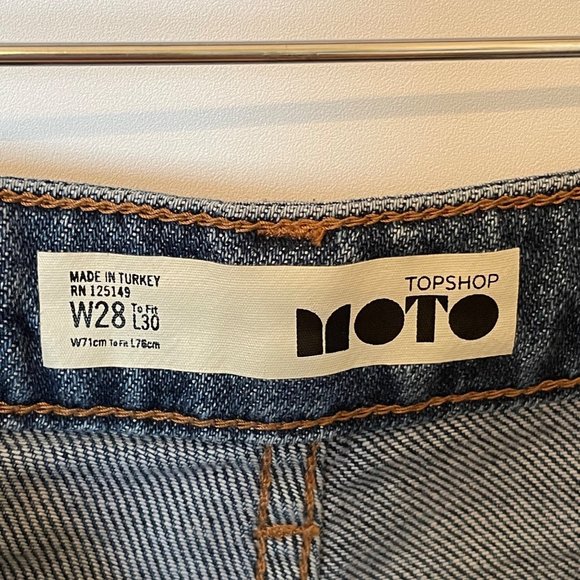 MADE IN TURKEY
RN 125149
W28 To Fit L30
W71cm To Fit L76cm
TOPSHOP
MOTO